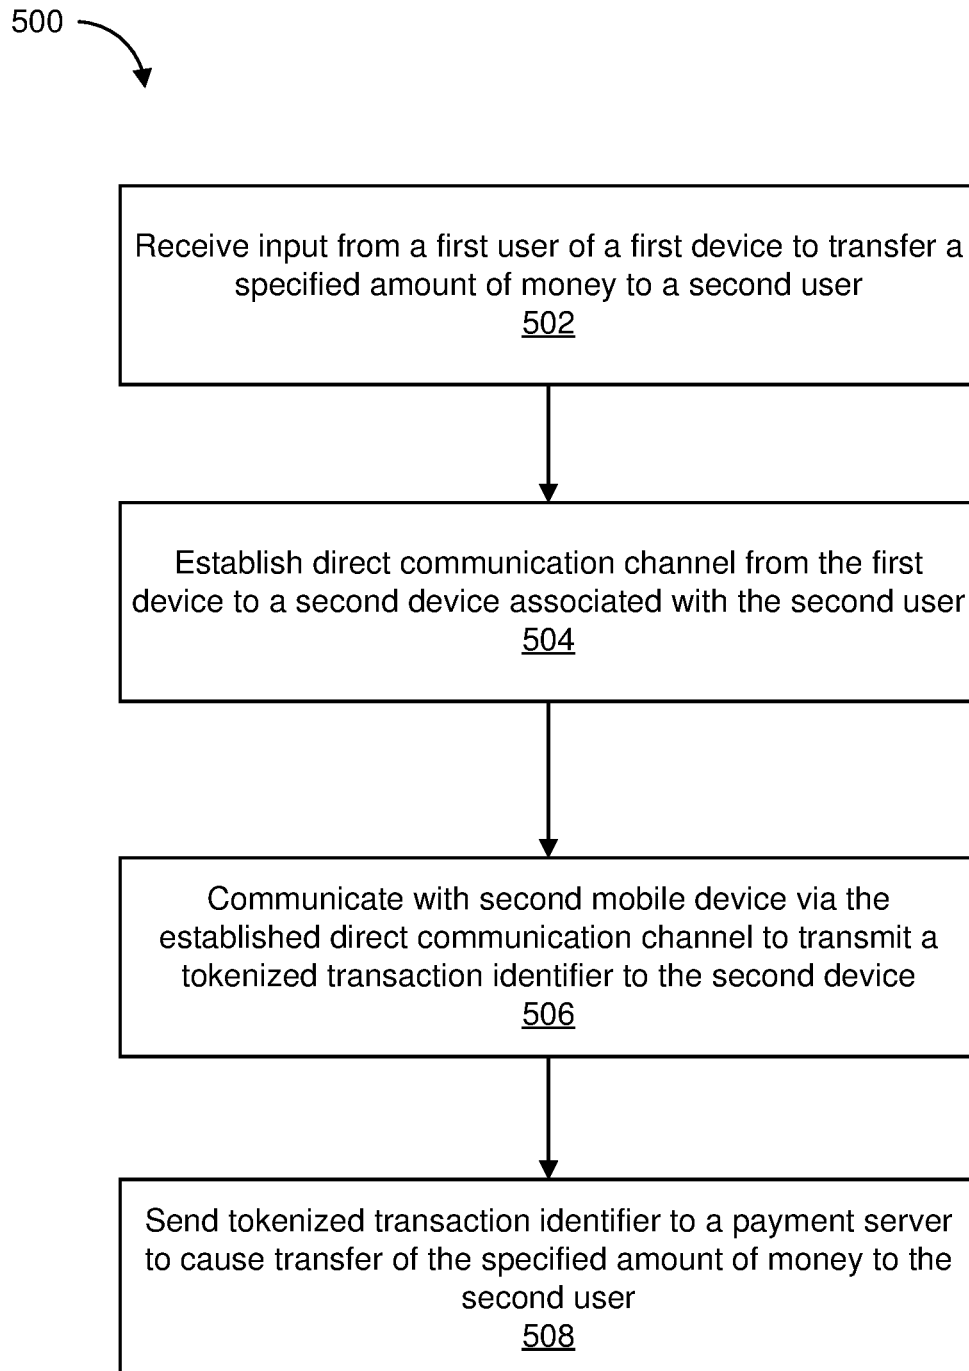 500
Receive input from a first user of a first device to transfer a
specified amount of money to a second user
502
Establish direct communication channel from the first
device to a second device associated with the second user
504
Communicate with second mobile device via the
established direct communication channel to transmit a
tokenized transaction identifier to the second device
506
Send tokenized transaction identifier to a payment server
to cause transfer of the specified amount of money to the
second user
508